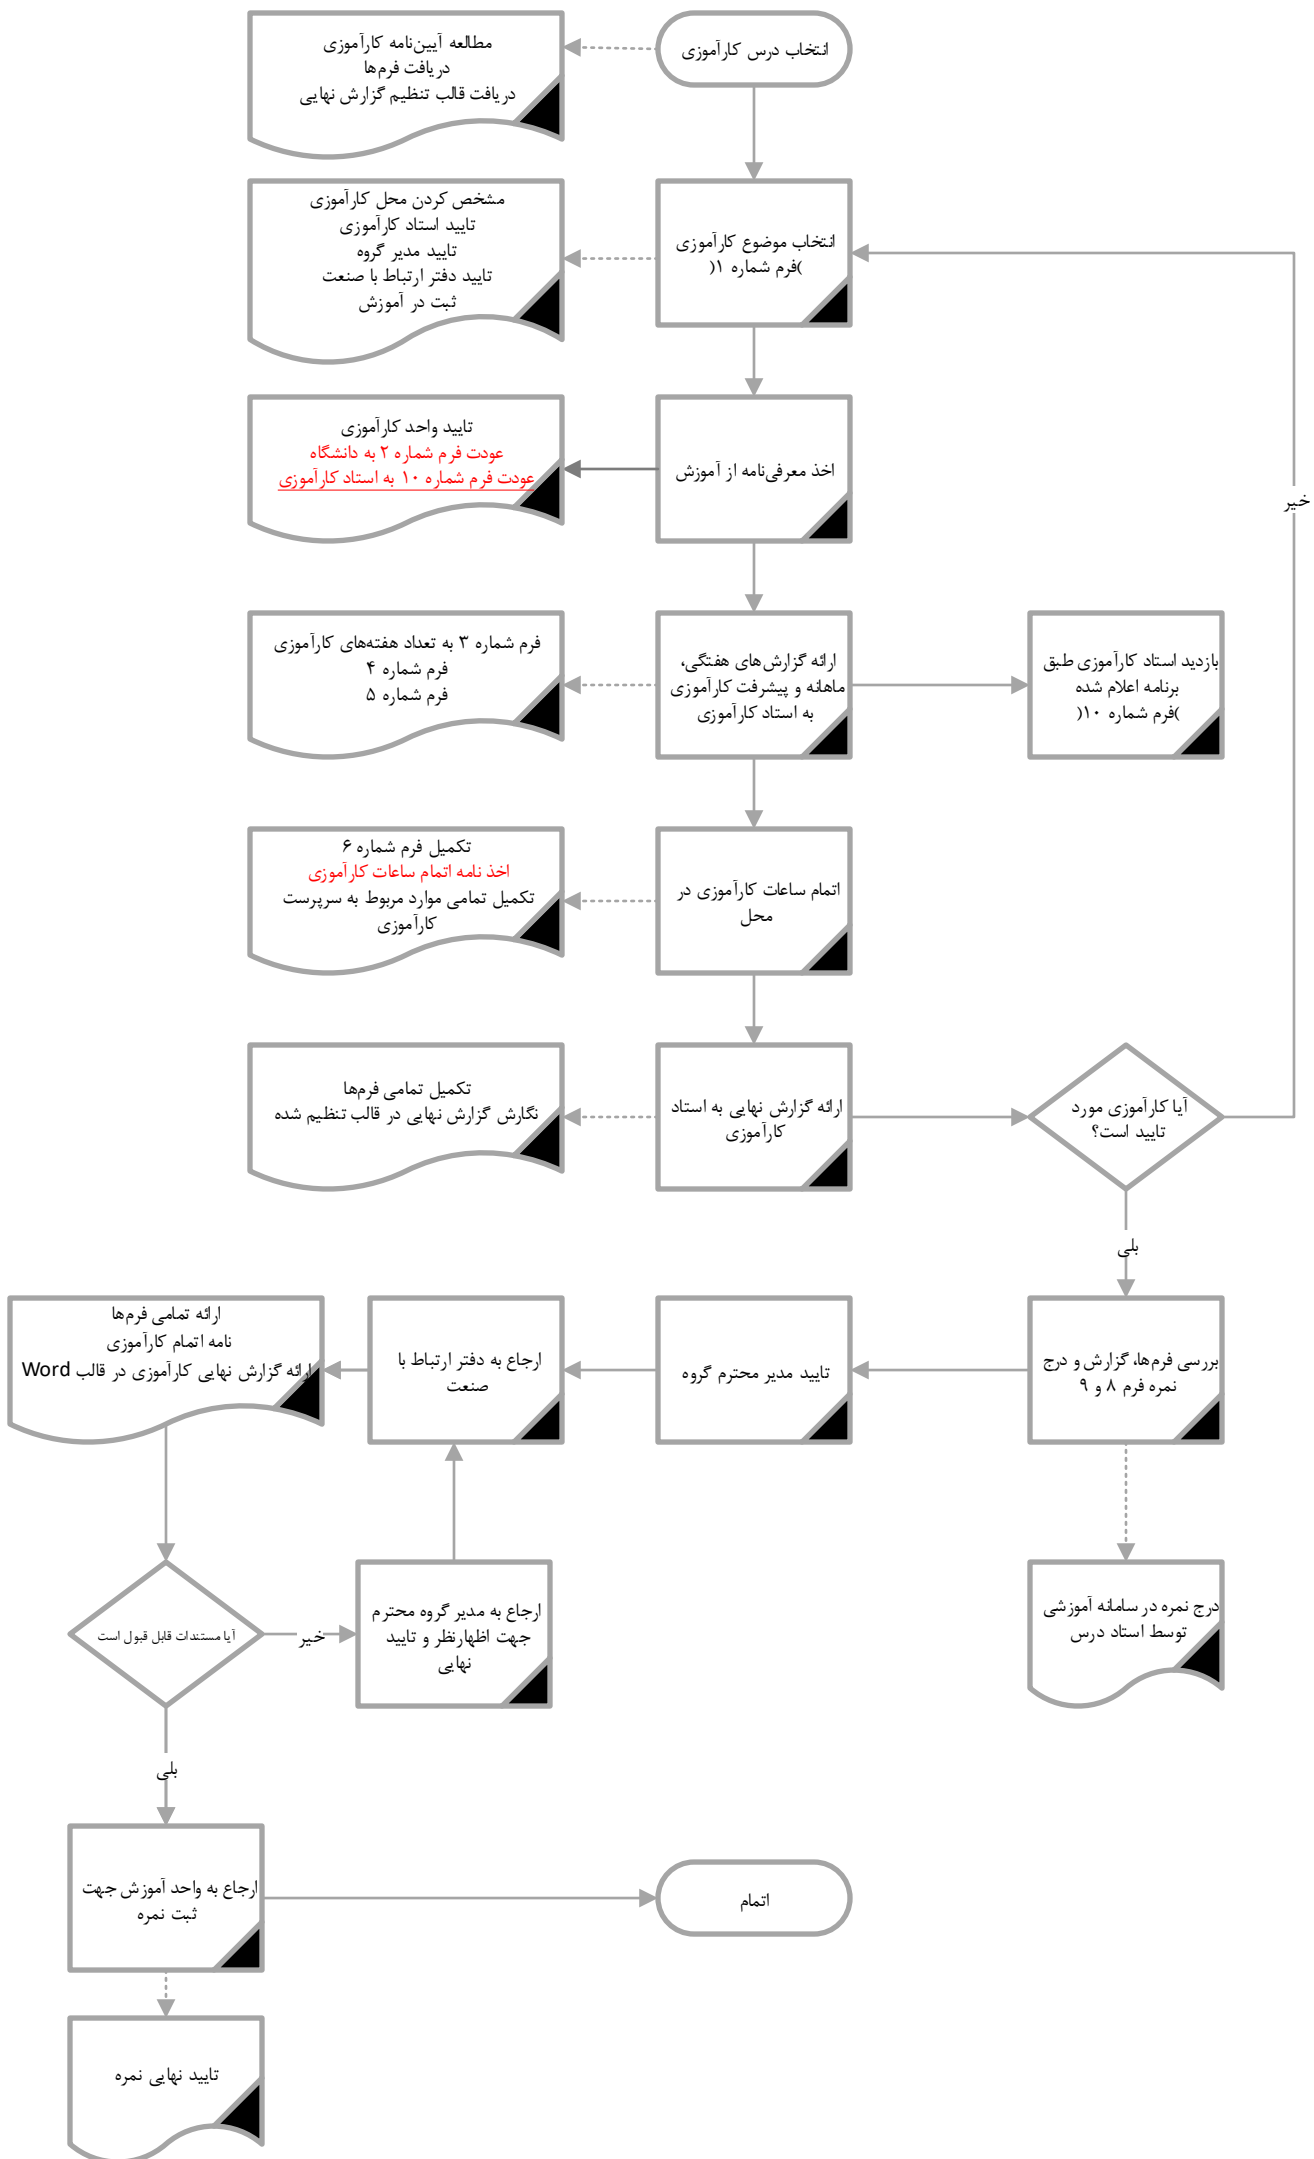 انتخاب درس کارآموزی
مطالعه آیین‌نامه کارآموزی
دریافت فرم‌ها
دریافت قالب تنظیم گزارش نهایی
انتخاب موضوع کارآموزی
)فرم شماره ۱(
مشخص کردن محل کارآموزی
تایید استاد کارآموزی
تایید مدیر گروه
تایید دفتر ارتباط با صنعت
ثبت در آموزش
اخذ معرفی‌نامه از آموزش
تایید واحد کارآموزی
عودت فرم شماره ۲ به دانشگاه
عودت فرم شماره ۱۰ به استاد کارآموزی
خیر
بازدید استاد کارآموزی طبق
برنامه اعلام شده
)فرم شماره ۱۰(
ارائه گزارش‌های هفتگی،
ماهانه و پیشرفت کارآموزی
به استاد کارآموزی
فرم شماره ۳ به تعداد هفته‌های کارآموزی
فرم شماره ۴
فرم شماره ۵
اتمام ساعات کارآموزی در
محل
تکمیل فرم شماره ۶
اخذ نامه اتمام ساعات کارآموزی
تکمیل تمامی موارد مربوط به سرپرست
کارآموزی
آیا کارآموزی مورد
تایید است؟
ارائه گزارش نهایی به استاد
کارآموزی
تکمیل تمامی فرم‌ها
نگارش گزارش نهایی در قالب تنظیم شده
بلی
بررسی فرم‌ها، گزارش و درج
نمره فرم ۸ و ۹
تایید مدیر محترم گروه
ارجاع به دفتر ارتباط با
صنعت
ارائه تمامی فرم‌ها
نامه اتمام کارآموزی
ارائه گزارش نهایی کارآموزی در قالب Word
درج نمره در سامانه آموزشی
توسط استاد درس
ارجاع به مدیر گروه محترم
جهت اظهارنظر و تایید
نهایی
خیر
آیا مستندات قابل قبول است
بلی
ارجاع به واحد آموزش جهت
ثبت نمره
اتمام
تایید نهایی نمره